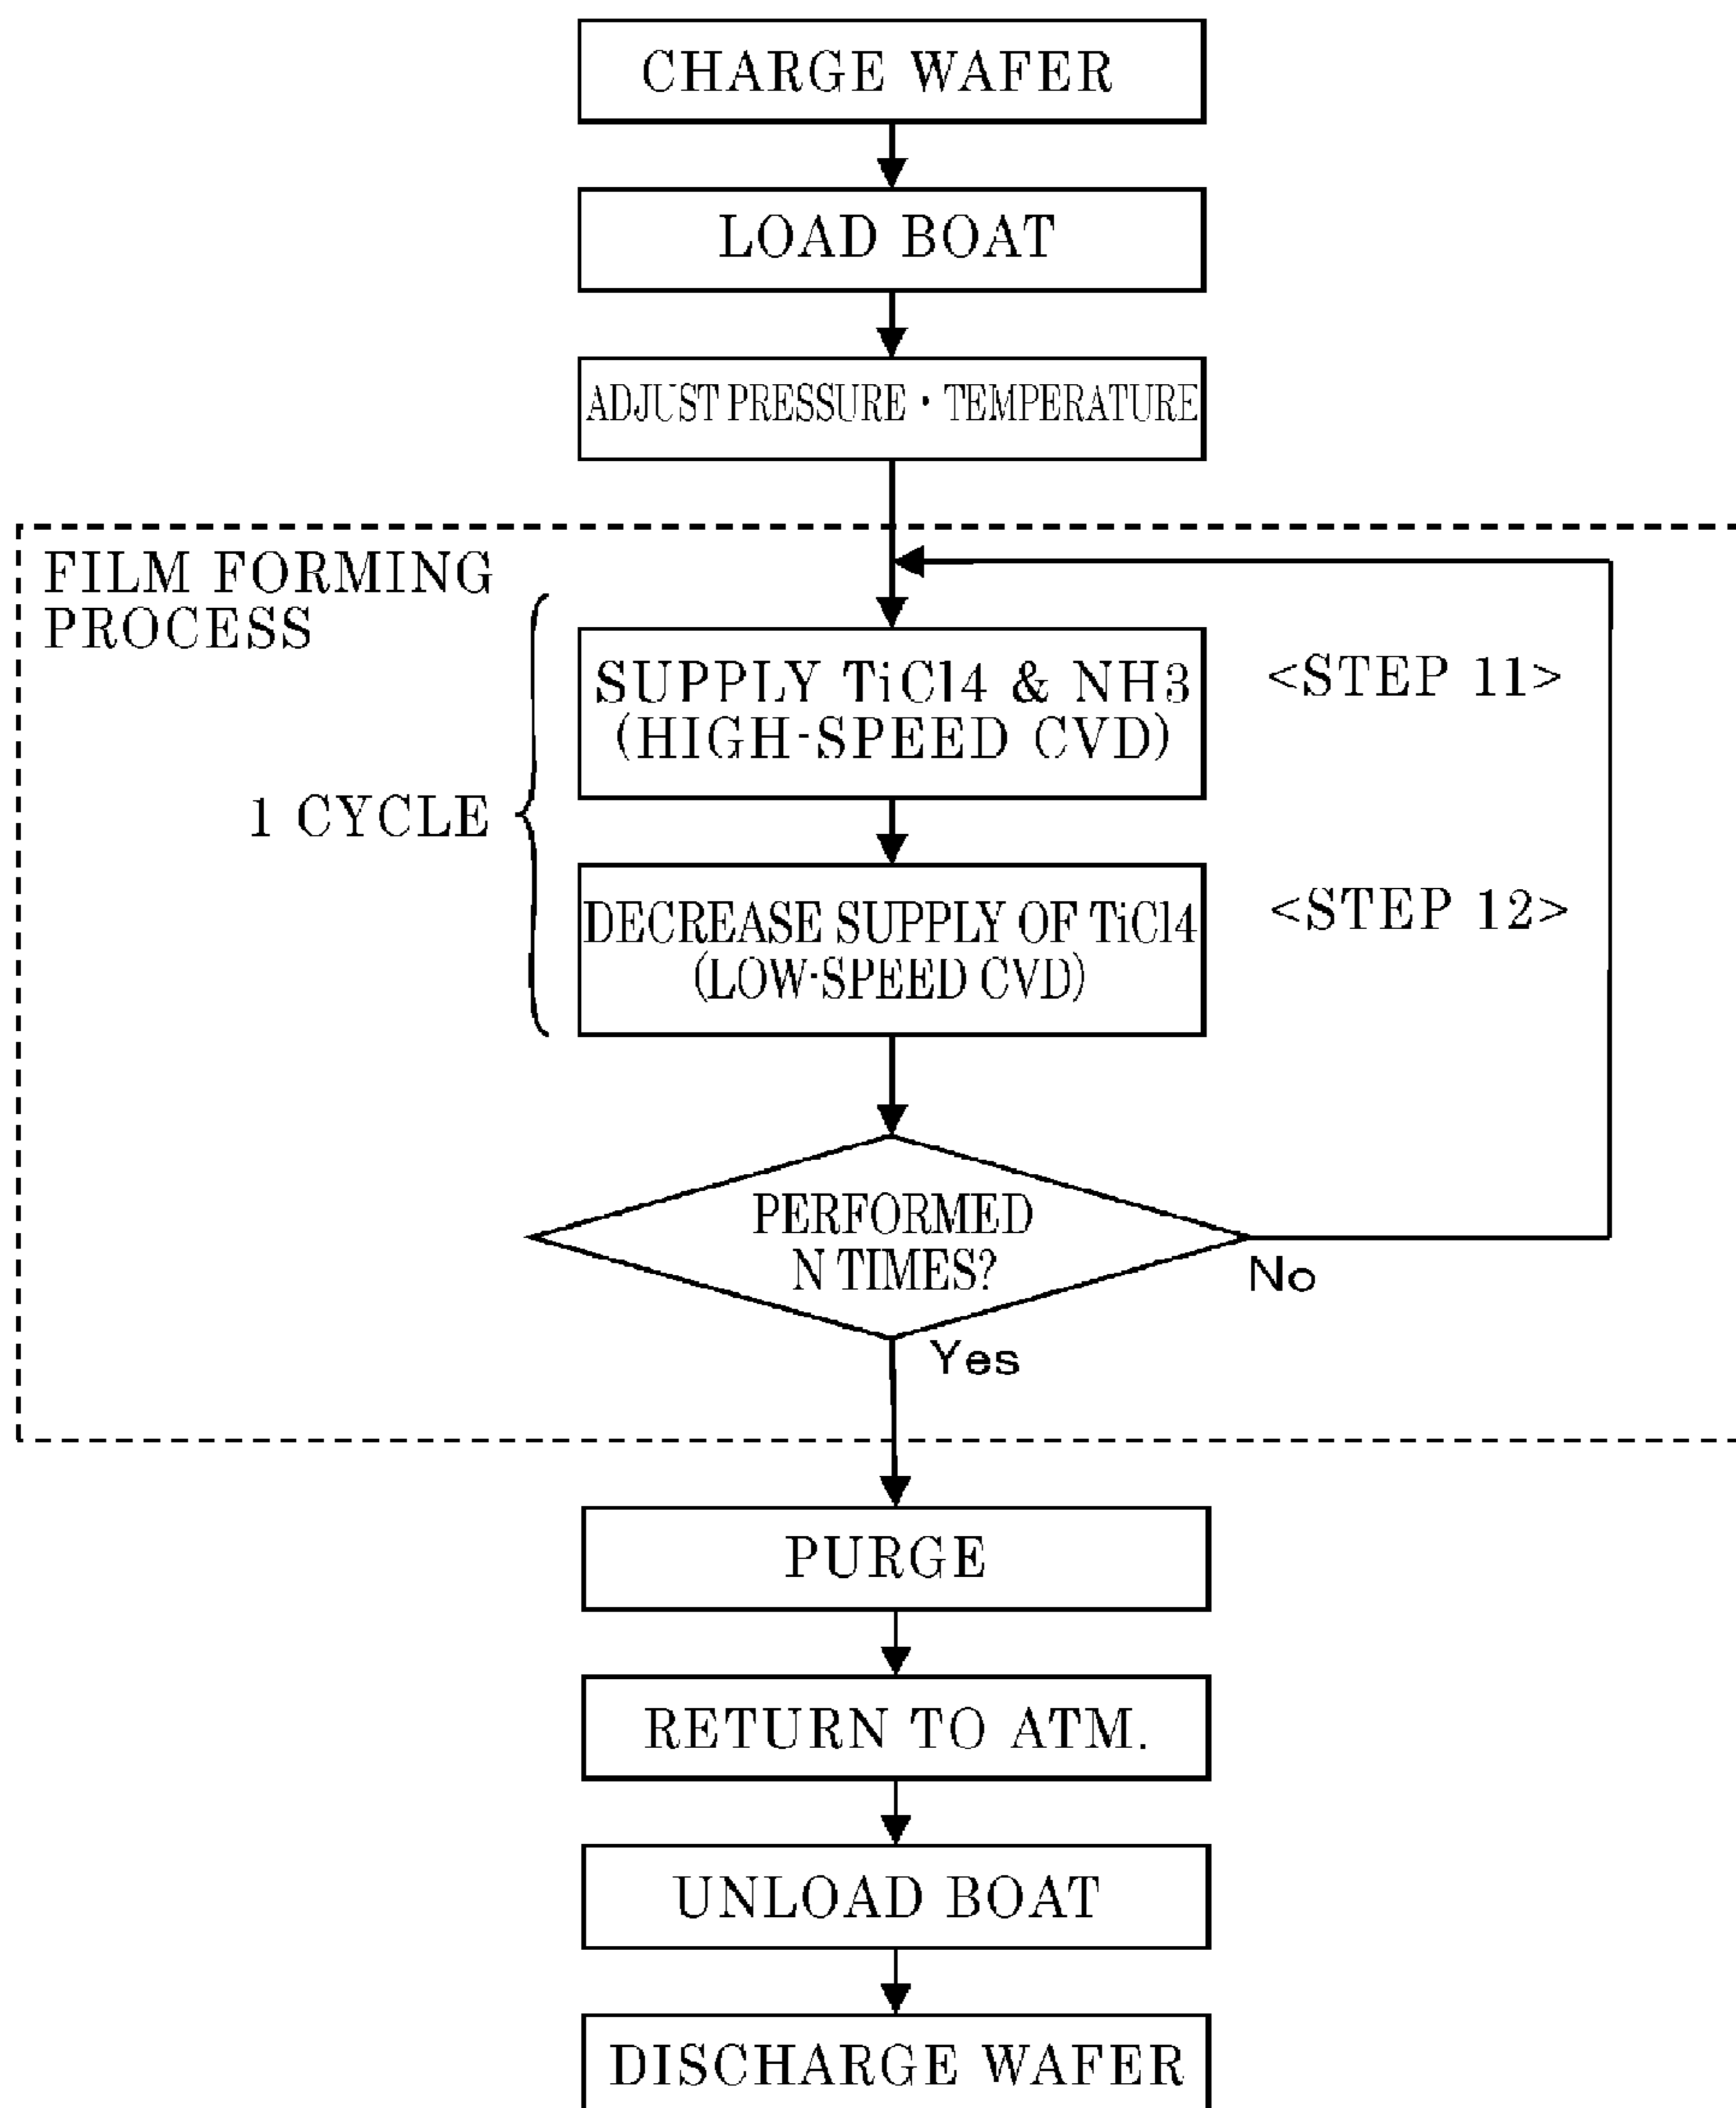 CHARGE WAFER
LOAD BOAT
ADJUST PRESSURE・TEMPERATURE
FILM FORMING
PROCESS
SUPPLY TiCl4 & NH3
(HIGH-SPEED CVD)
<STEP 11>
1 CYCLE
DECREASE SUPPLY OF TiCl4
(LOW-SPEED CVD)
<STEP 12>
PERFORMED
N TIMES?
No
Yes
PURGE
RETURN TO ATM.
UNLOAD BOAT
DISCHARGE WAFER